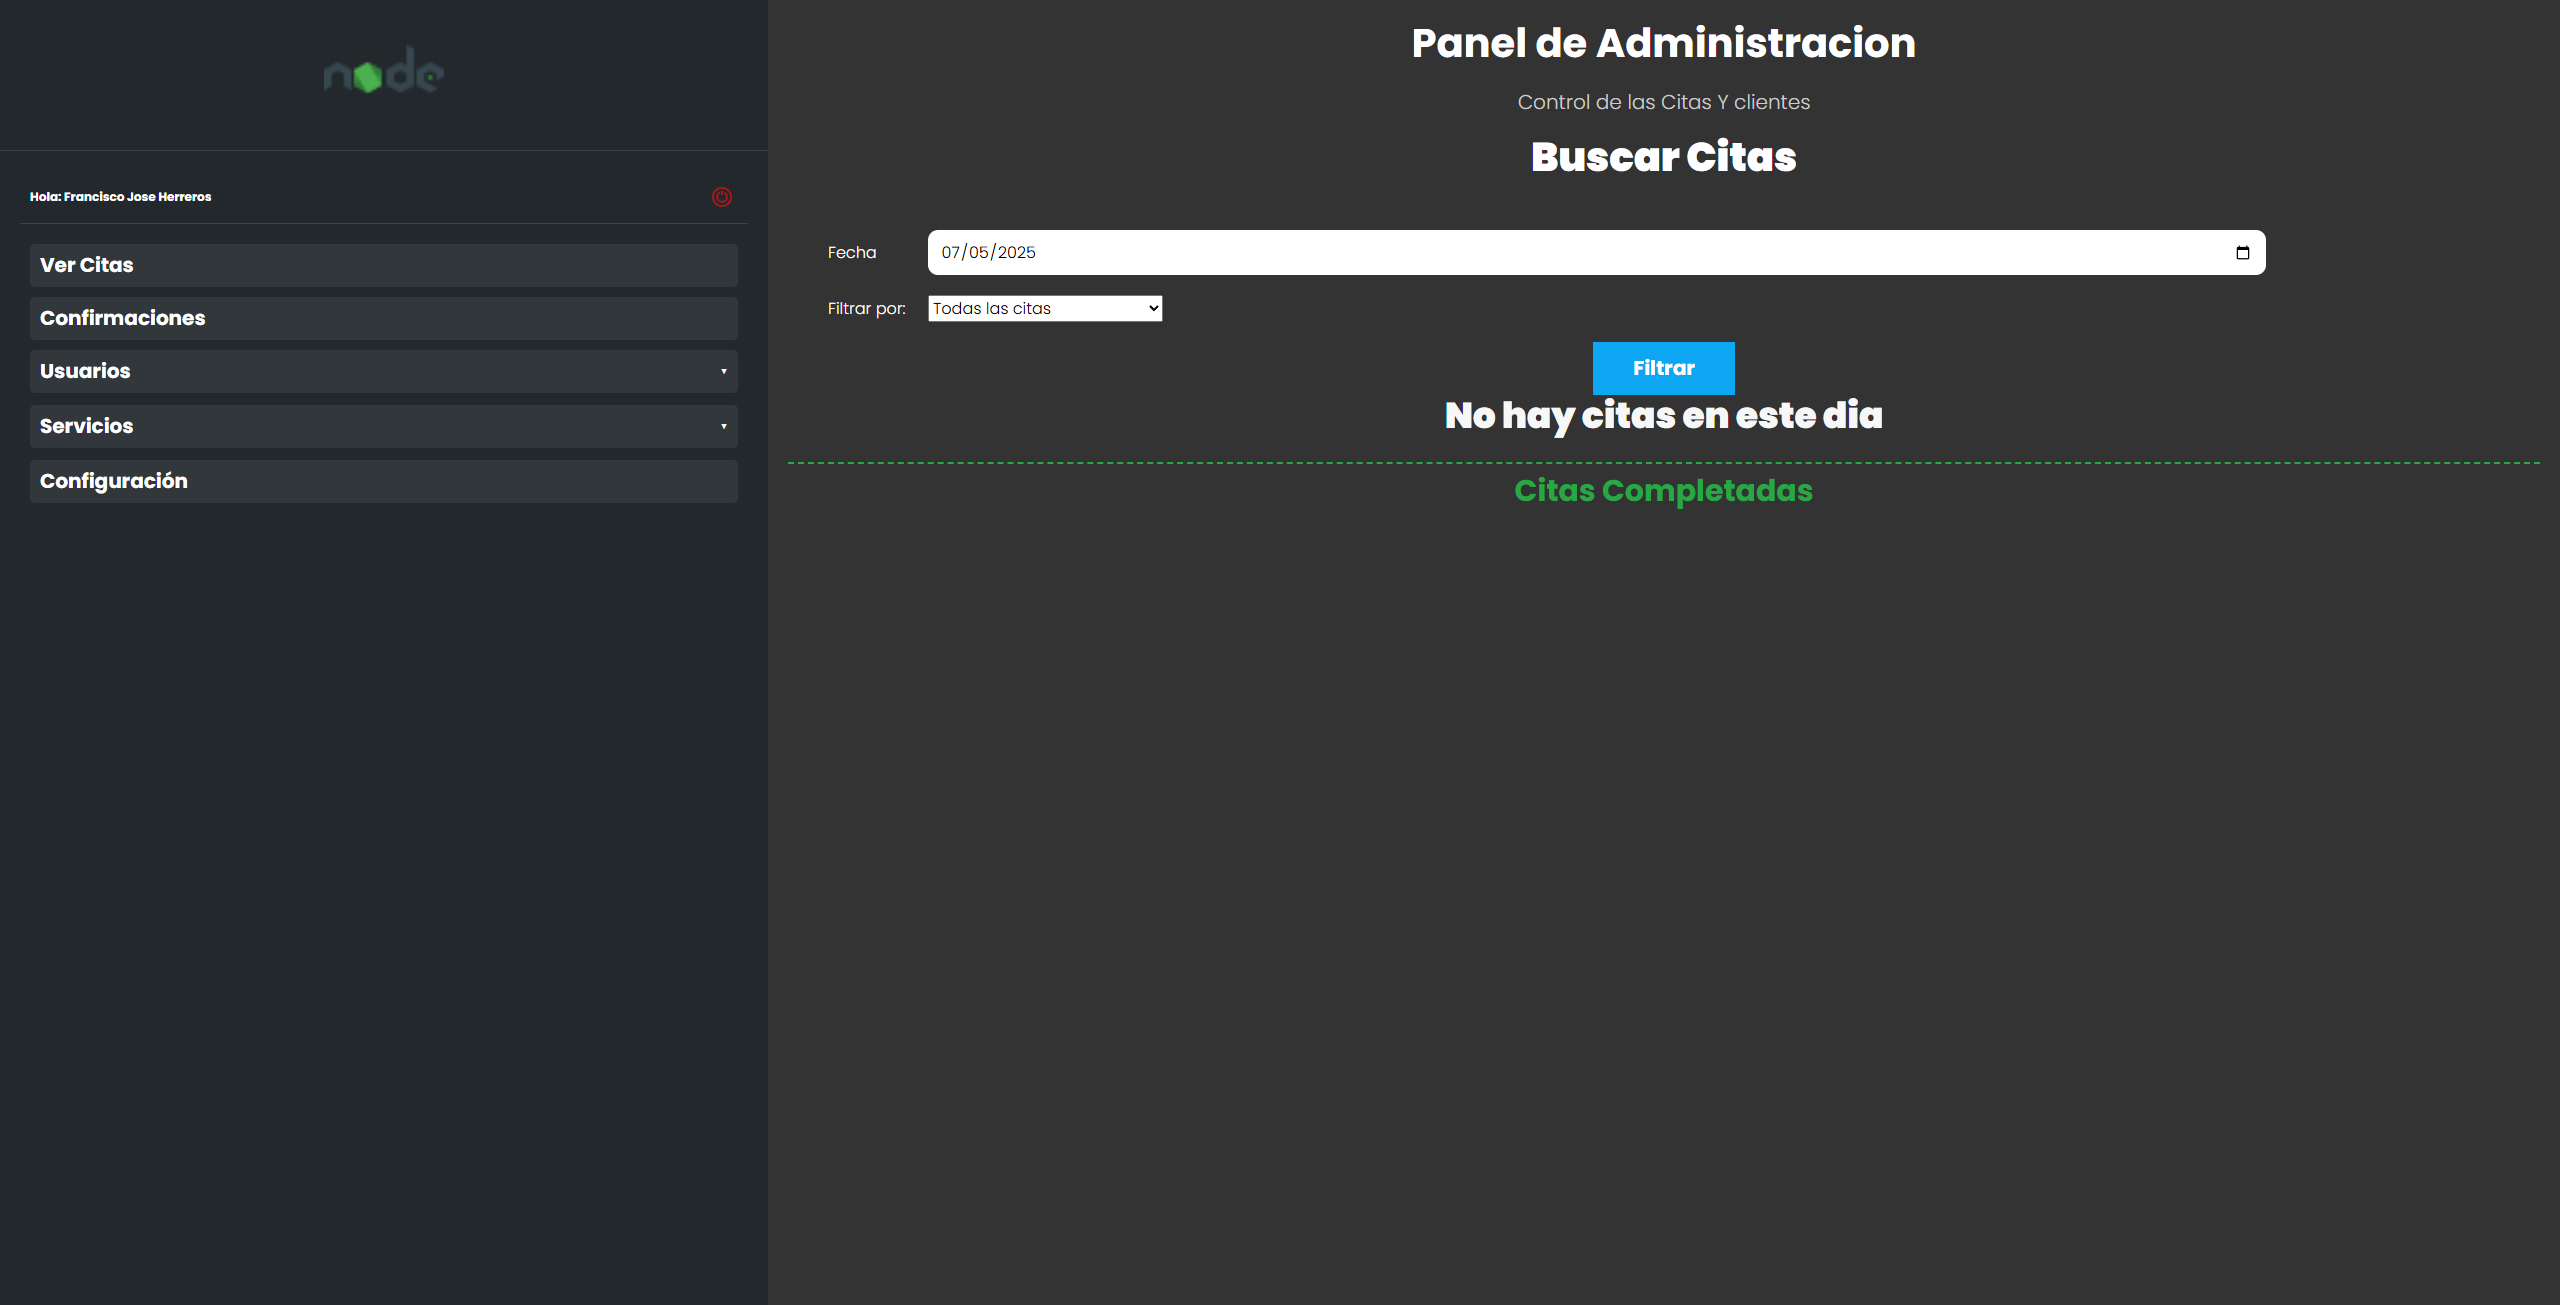 node
Hola: Francisco Jose Herreros
Ver Citas
Confirmaciones
Usuarios
Servicios
Configuración
Panel de Administracion
Control de las Citas Y clientes
Buscar Citas
Fecha 07/05/2025
Filtrar por: Todas las citas
Filtrar
No hay citas en este dia
Citas Completadas